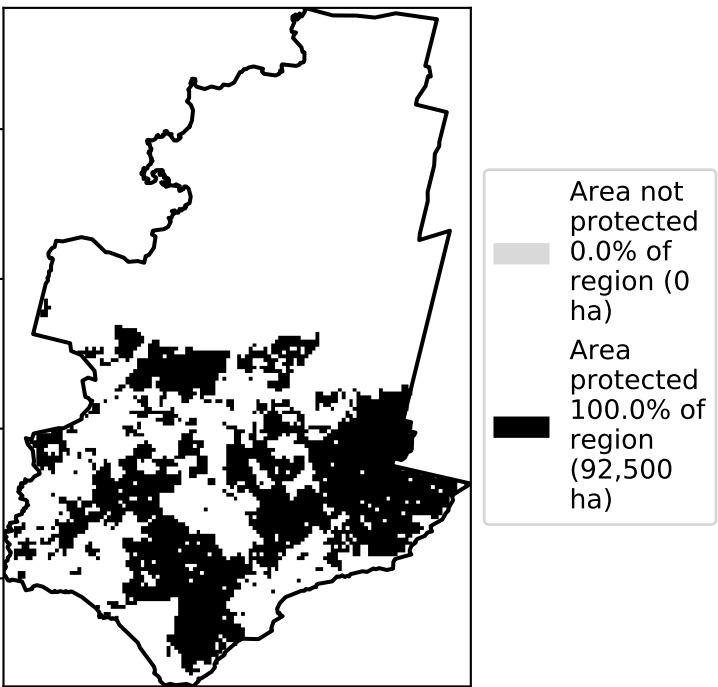 Area not
protected
0.0% of
region (0
ha)
Area
protected
100.0% of
region
(92,500
ha)